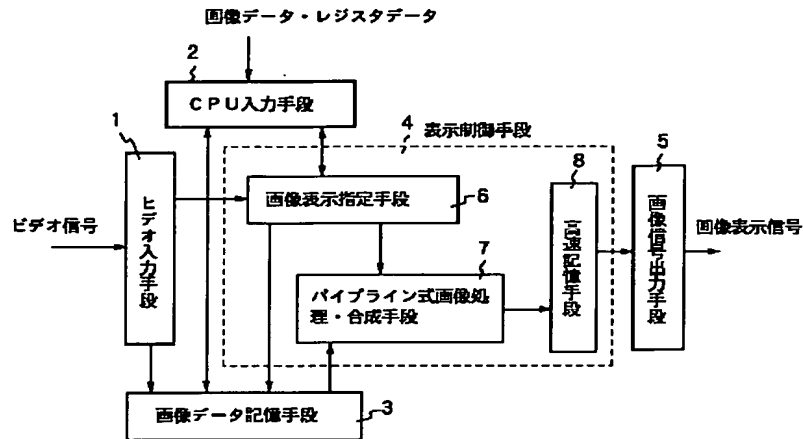 画像データ・レジスタデータ
2
CPU入力手段
1
4 表示制御手段
8
5
ビデオ信号
ビデオ入力手段
画像表示指定手段
6
高速記憶手段
画像信号出力手段
画像表示信号
7
パイプライン式画像処
理・合成手段
画像データ記憶手段
3